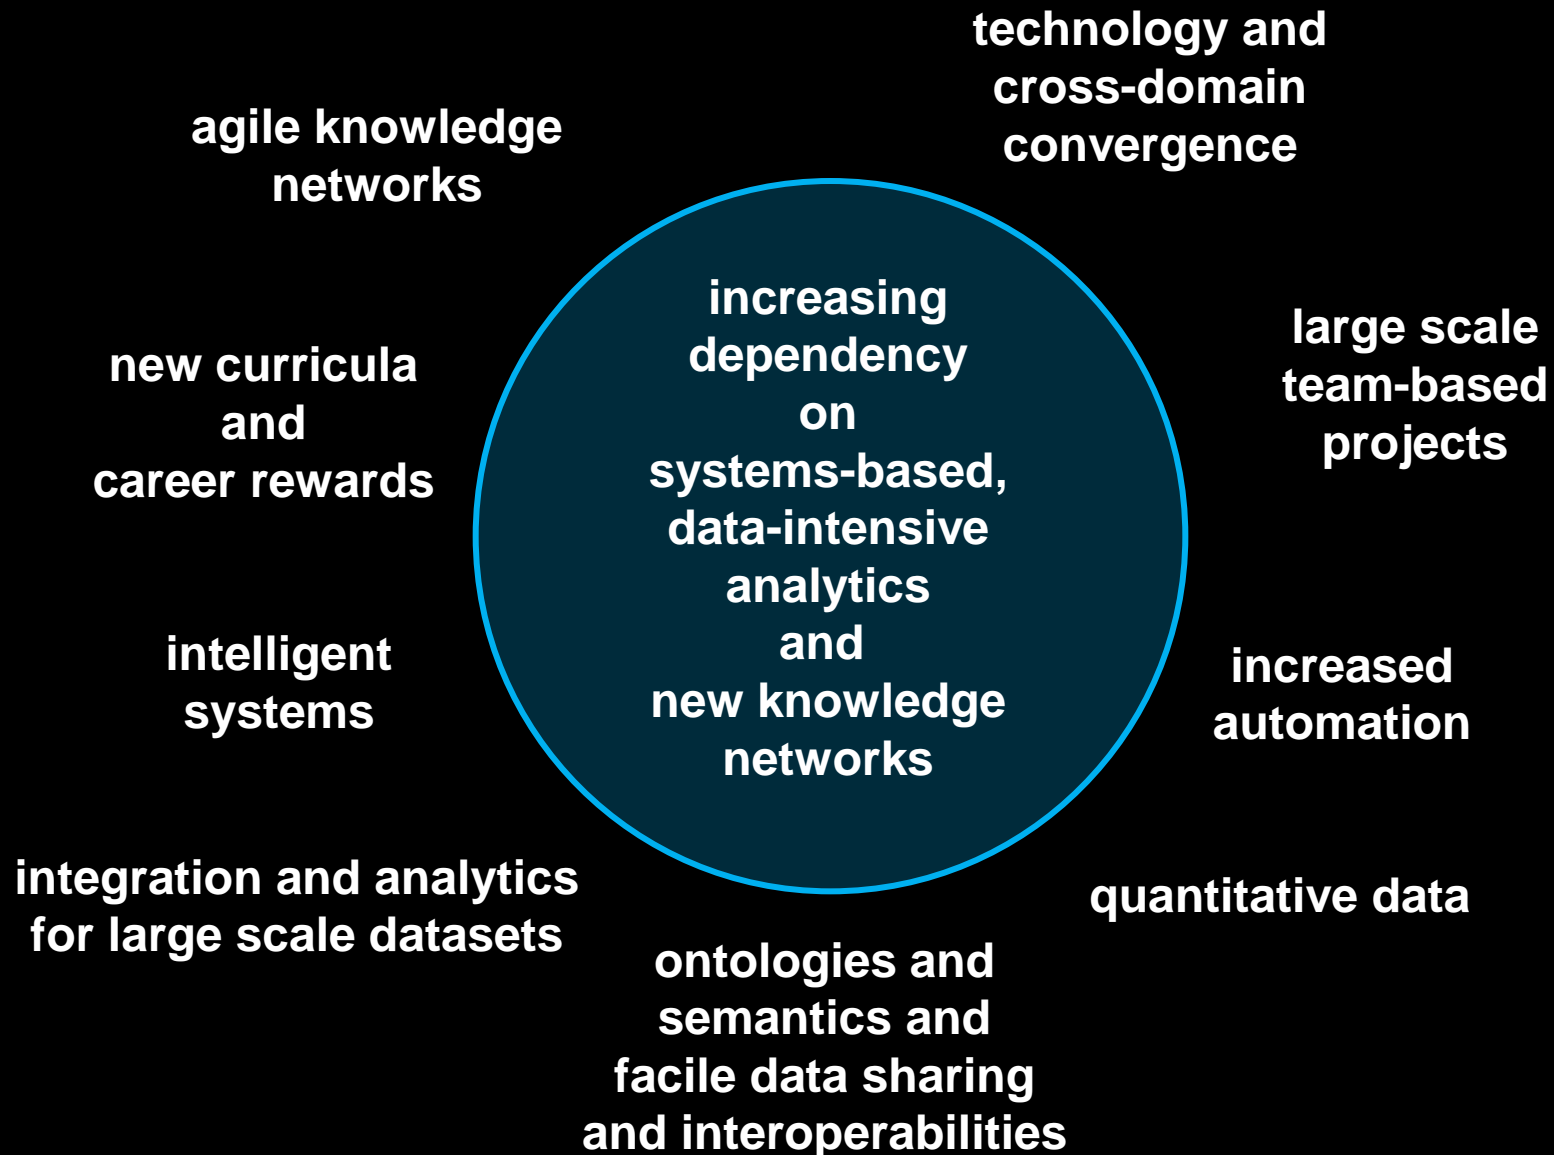 technology and
cross-domain
convergence
agile knowledge
networks
increasing
dependency
on
systems-based,
data-intensive
analytics
and
new knowledge
networks
large scale
team-based
projects
new curricula
and
career rewards
intelligent
systems
increased
automation
integration and analytics
for large scale datasets
quantitative data
ontologies and
semantics and
facile data sharing
and interoperabilities